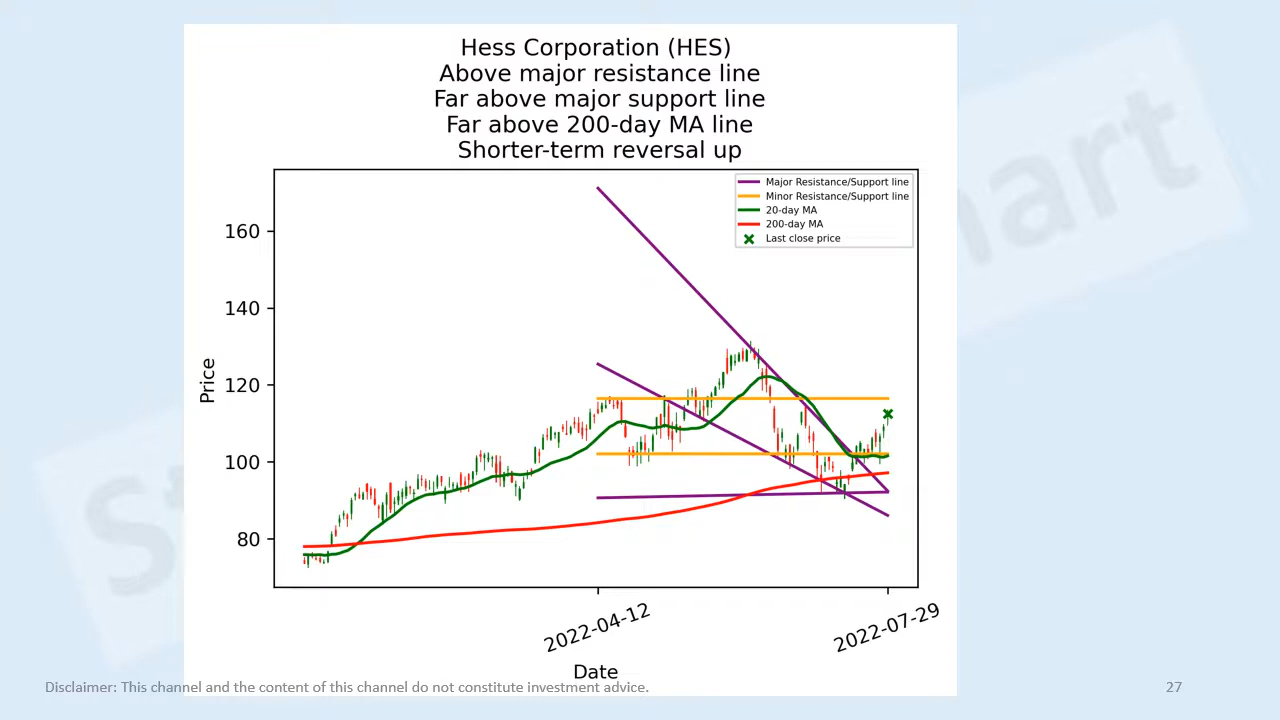 Hess Corporation (HES)
Above major resistance line
Far above major support line
Far above 200-day MA line
Shorter-term reversal up
Major Resistance/Support line
Minor Resistance/Support line
20-day MA
200-day MA
Last close price
160
140
120
100
80
Price
2022-04-12
2022-07-29
Date
Disclaimer: This channel and the content of this channel do not constitute investment advice.
27